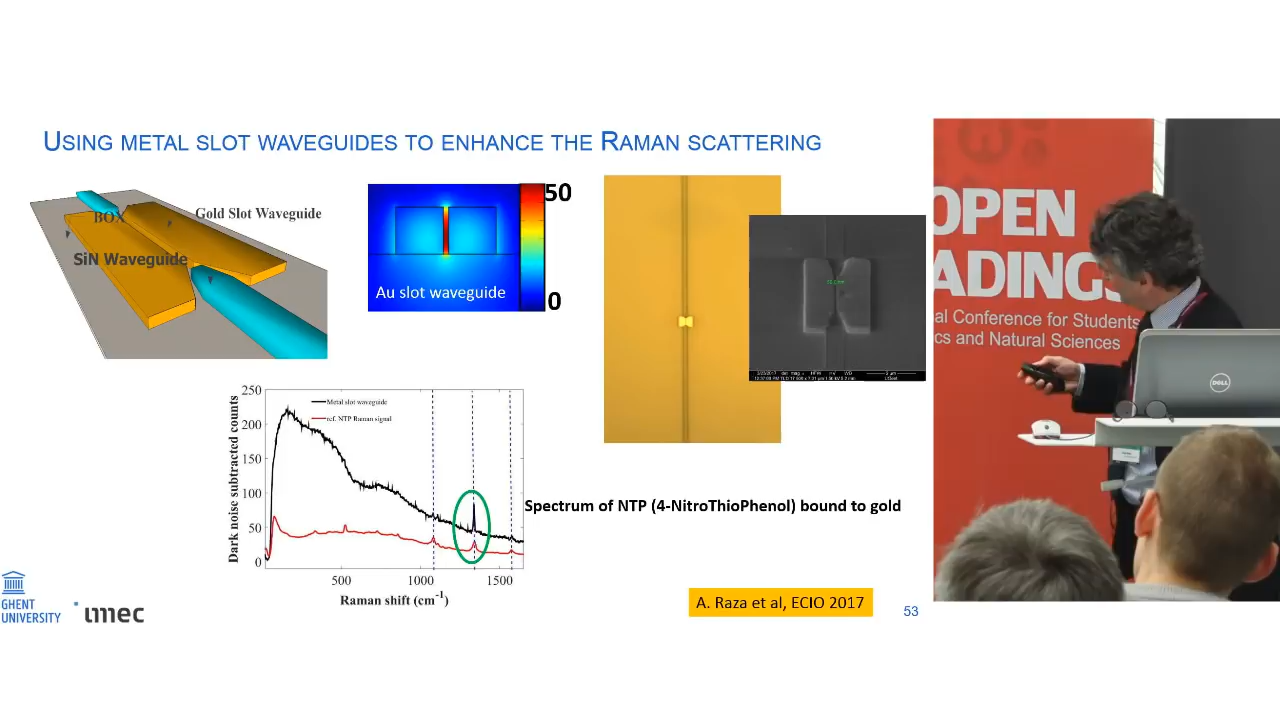 USING METAL SLOT WAVEGUIDES TO ENHANCE THE RAMAN SCATTERING
BOX
Gold Slot Waveguide
SiN Waveguide
50
Au slot waveguide
0
250
200
150
100
50
0
Dark noise subtracted counts
Metal slot waveguide
ref. NTP Raman signal
500
1000
1500
Raman shift (cm-1)
Spectrum of NTP (4-NitroThioPhenol) bound to gold
A. Raza et al, ECIO 2017
53
GHENT
UNIVERSITY
imec
OPEN
ADINGS
al Conference for Students
cs and Natural Sciences
DELL